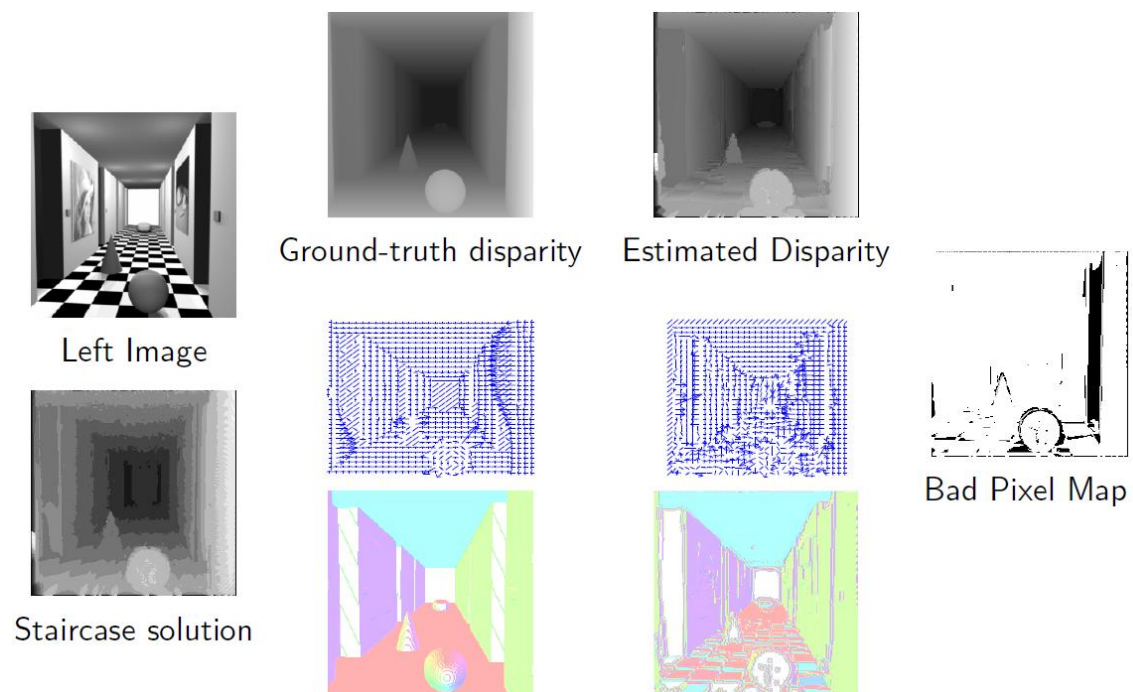 Ground-truth disparity
Estimated Disparity
Left Image
Bad Pixel Map
Staircase solution